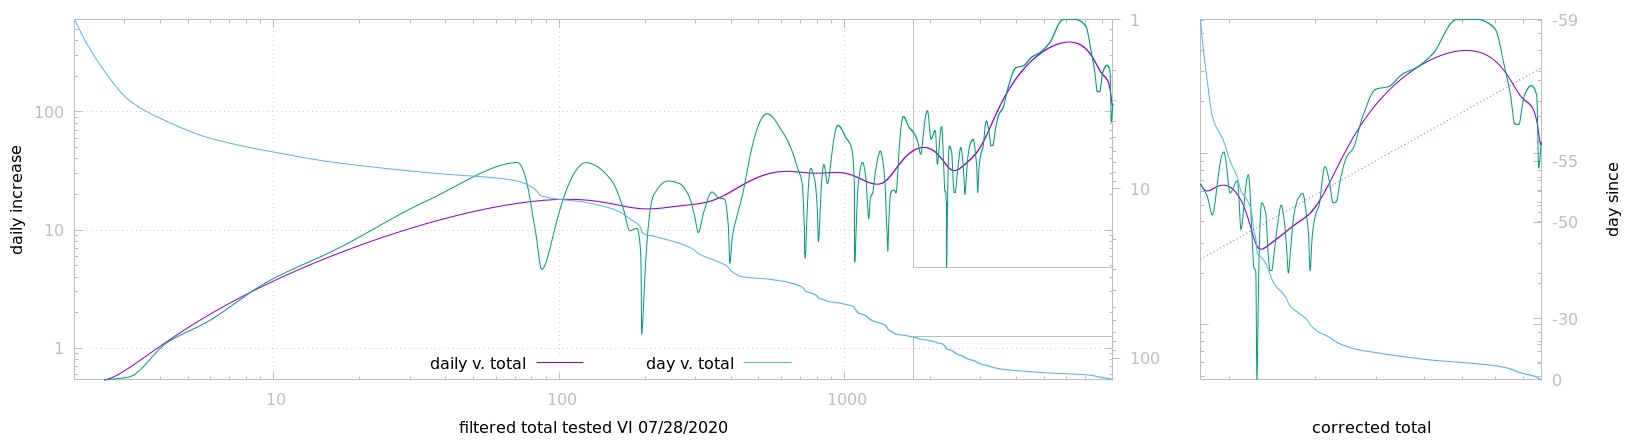 1
-59
100
daily increase
10
-55
day since
10
-50
-30
1
daily v. total
day v. total
100
0
10
100
1000
filtered total tested VI 07/28/2020
corrected total